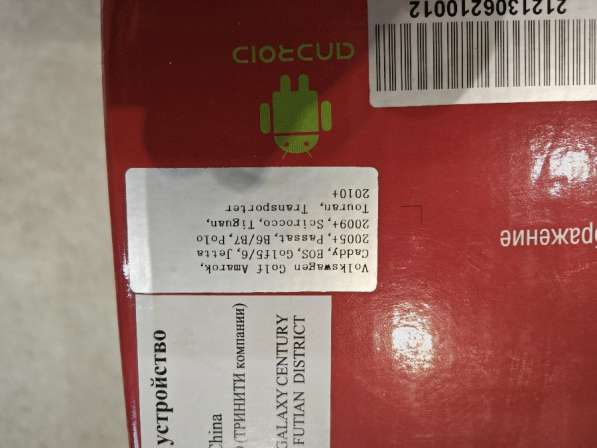 2121306210012
ANDROID
Volkswagen Golf Amarok,
Caddy, EOS, Golf5/6, Jetta
2005+, Passat, B6/B7, Polo
2009+, Scirocco, Tiguan,
Touran, Transporter
2010+
устройство
China
(ТРИНИТИ компании)
GALAXY CENTURY
FUTIAN DISTRICT